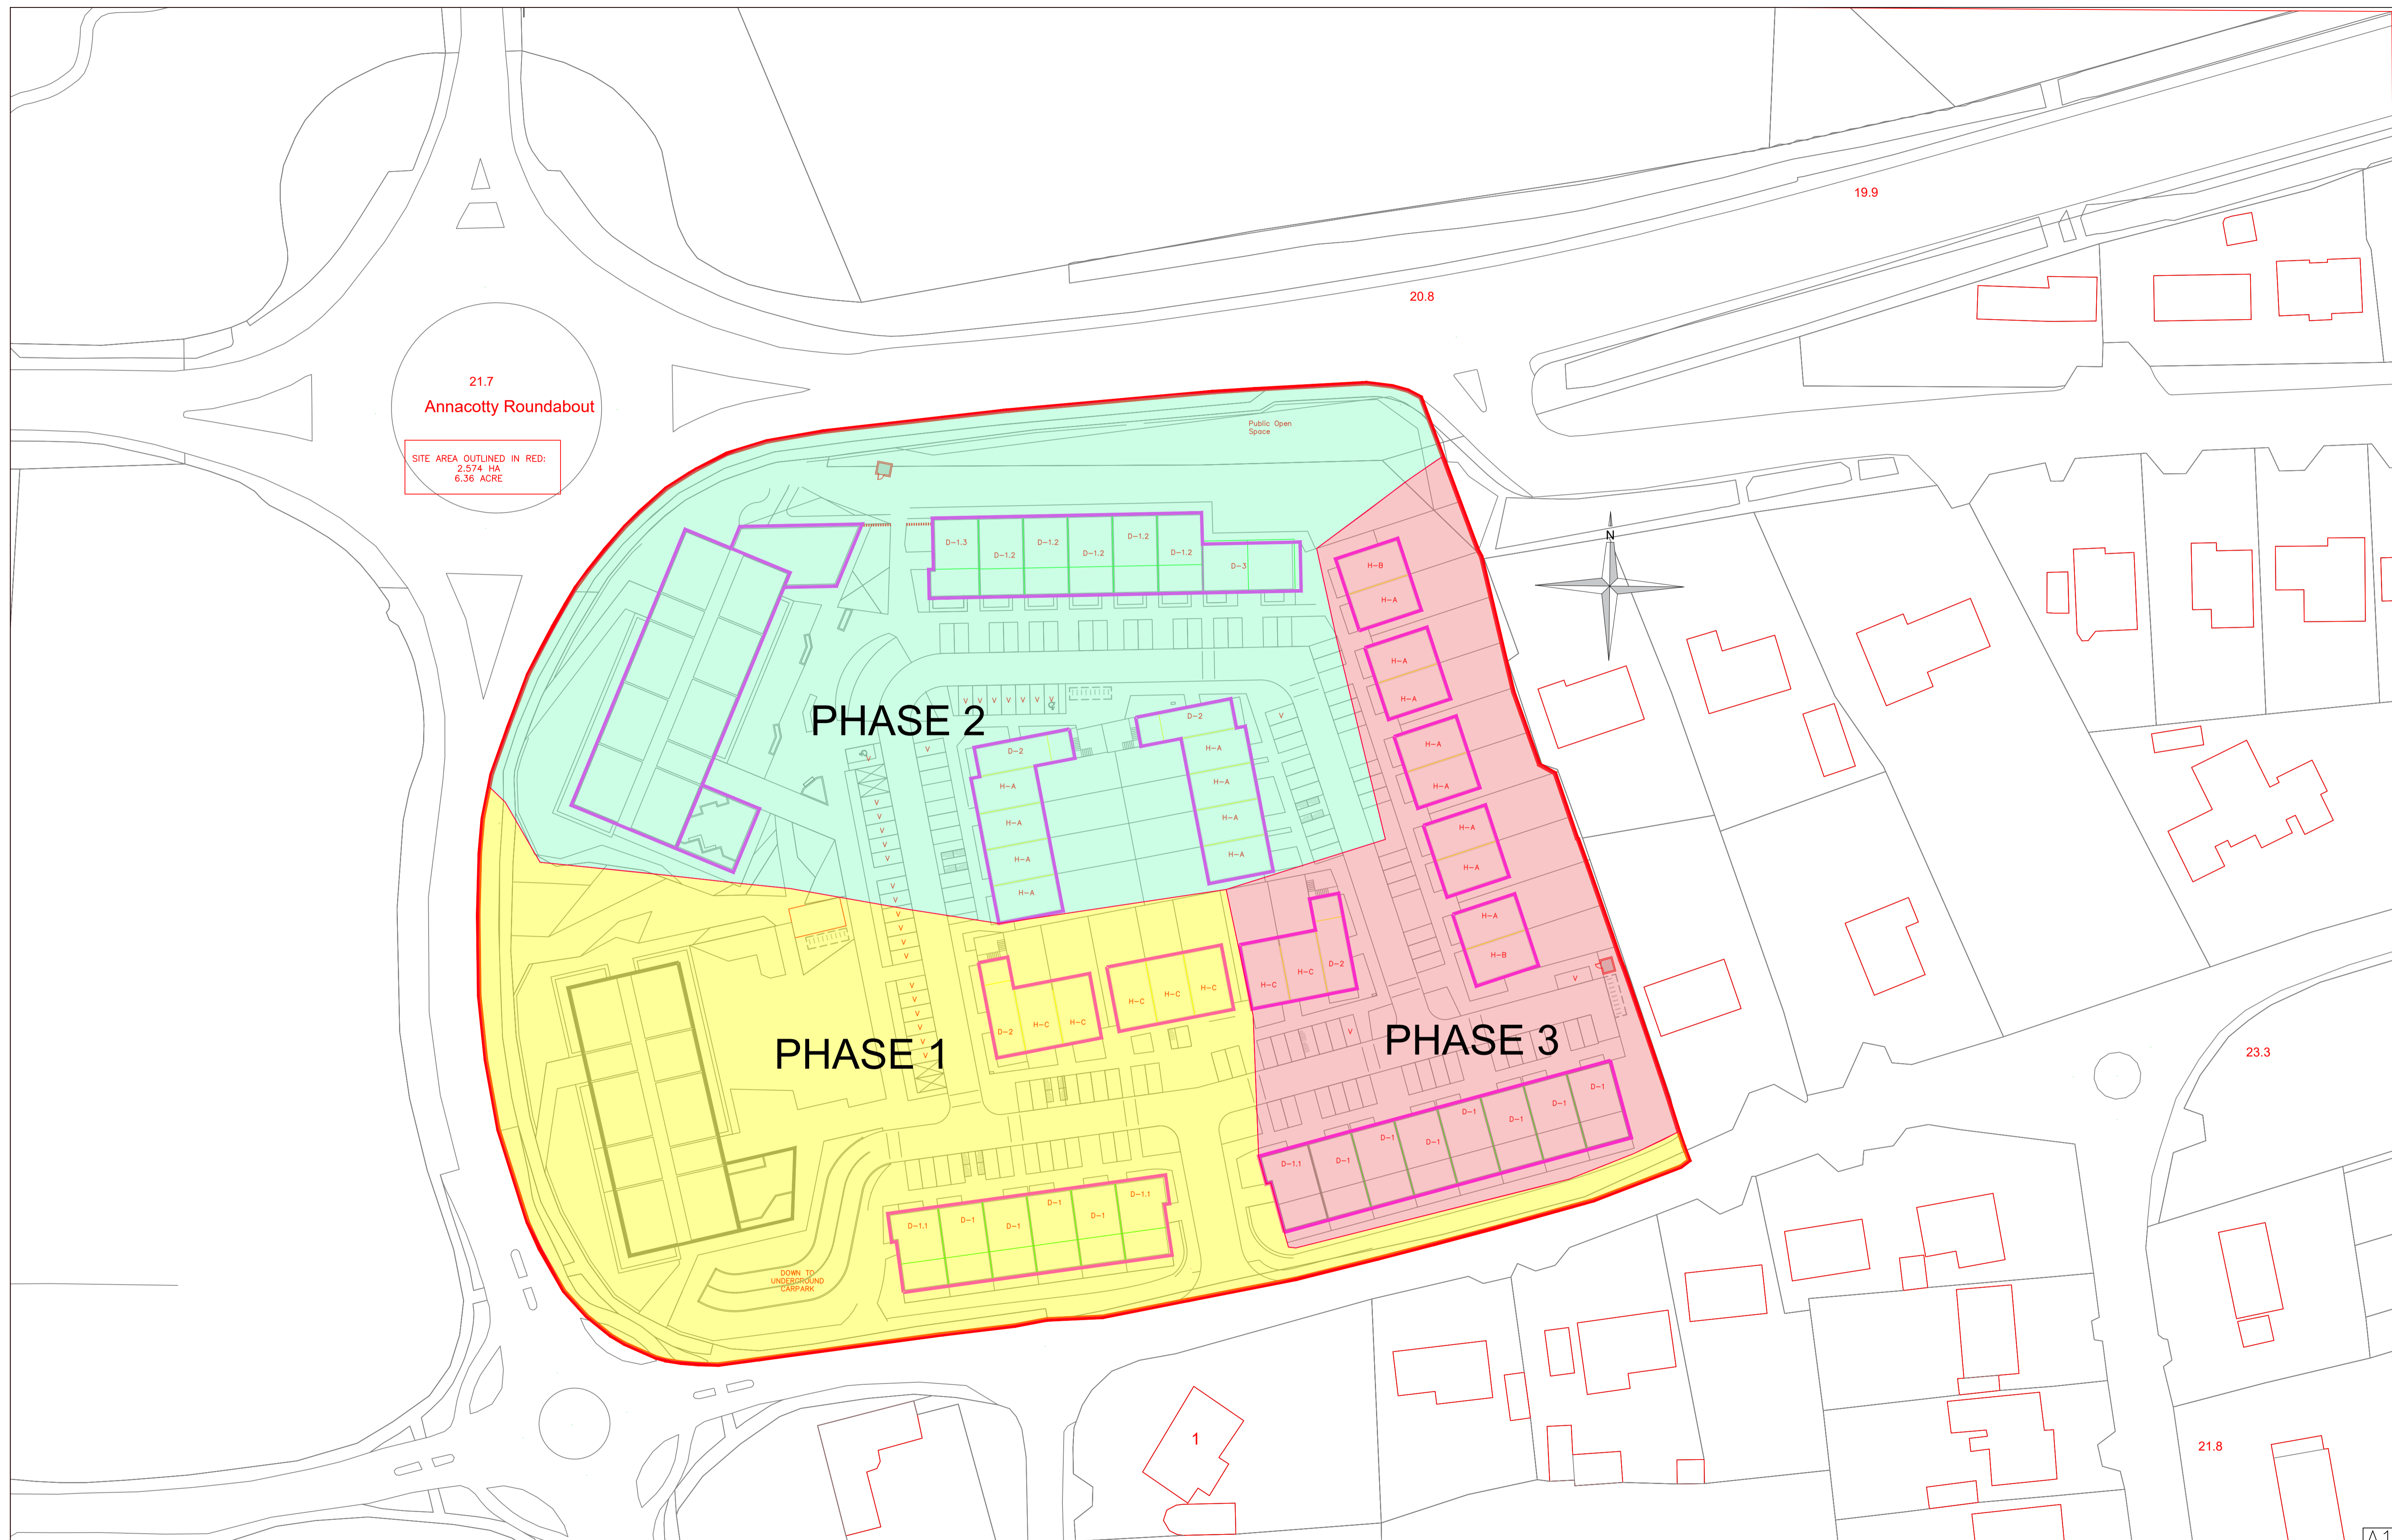 19.9
20.8
21.7
Annacotty Roundabout
SITE AREA OUTLINED IN RED:
2.574 HA
6.36 ACRE
Public Open
Space
N
D-1.3
D-1.2
D-1.2
D-1.2
D-1.2
D-1.2
D-3
H-B
H-A
H-A
H-A
H-A
H-A
H-A
H-A
H-A
H-B
PHASE 2
V V V V V V V
V
V
V
V
V
V
V
V
D-2
H-A
H-A
H-A
H-A
D-2
H-A
H-A
H-A
H-A
V
V
V
V
V
V
V
V
V
V
V
V
PHASE 1
D-2
H-C
H-C
H-C
H-C
H-C
H-C
H-C
D-2
V
V
PHASE 3
23.3
D-1.1
D-1
D-1
D-1
D-1
D-1
D-1
D-1
D-1.1
D-1
D-1
D-1
D-1
D-1.1
DOWN TO
UNDERGROUND
CARPARK
1
21.8
A1